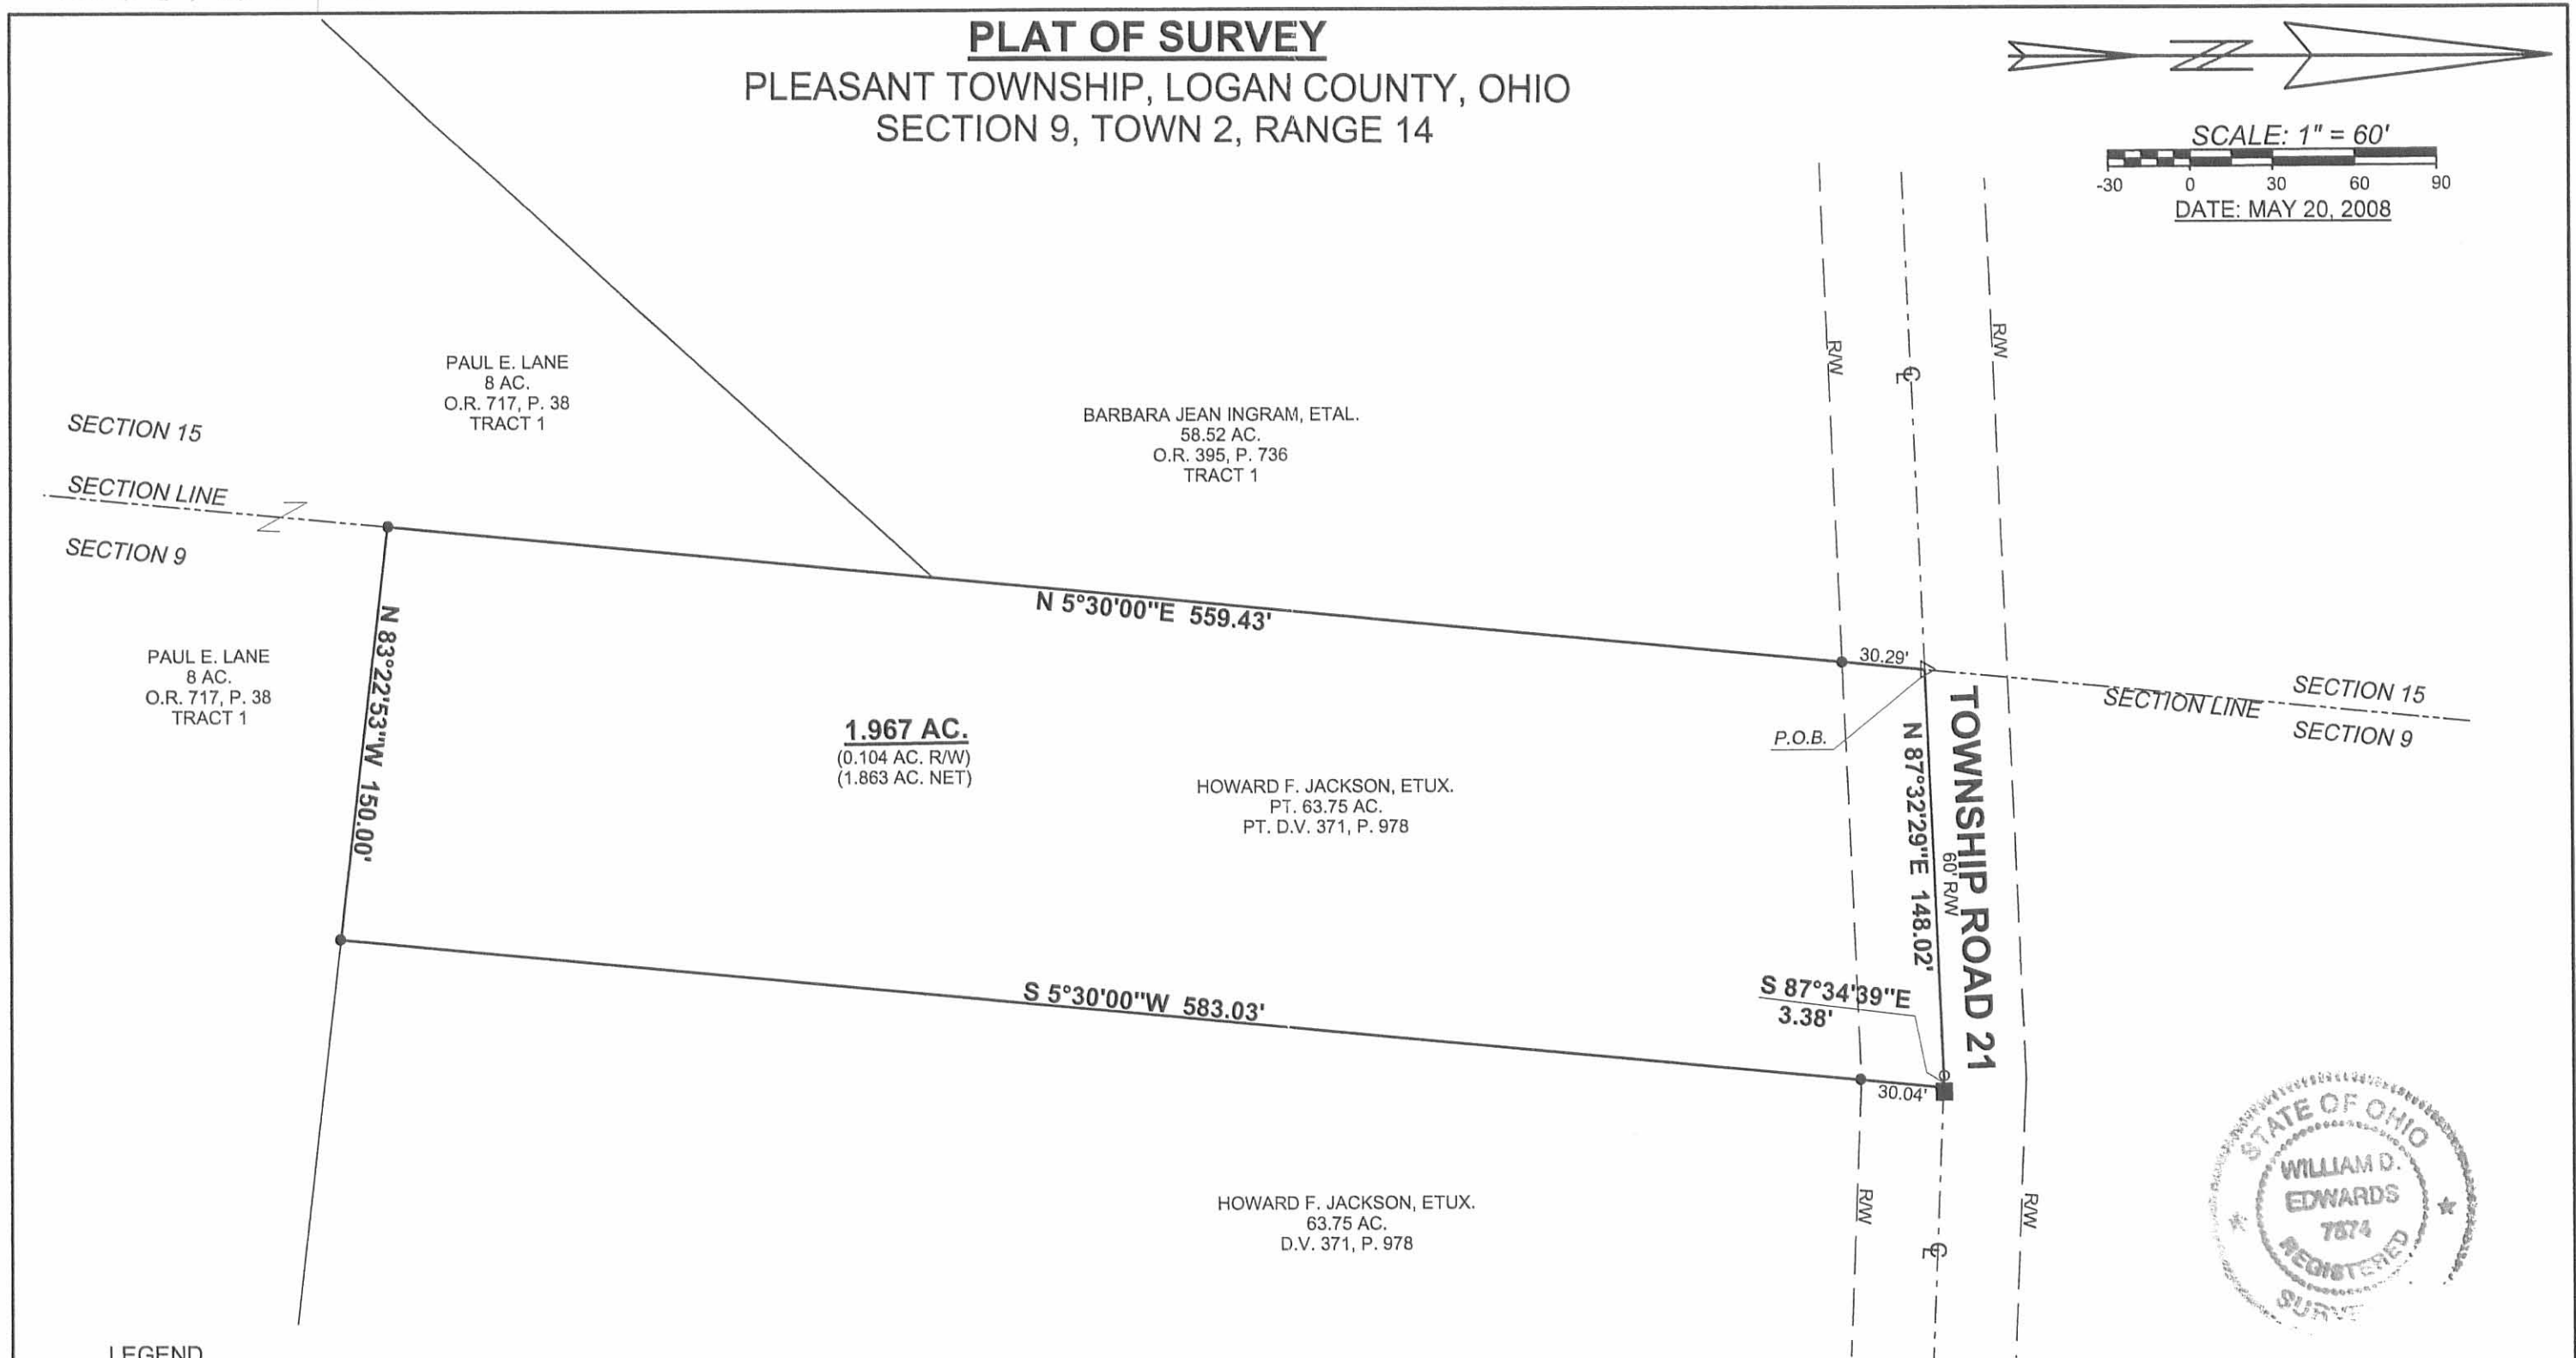 PLAT OF SURVEY
PLEASANT TOWNSHIP, LOGAN COUNTY, OHIO
SECTION 9, TOWN 2, RANGE 14
SCALE: 1" = 60'
-30 0 30 60 90
DATE: MAY 20, 2008
PAUL E. LANE
8 AC.
O.R. 717, P. 38
TRACT 1
BARBARA JEAN INGRAM, ETAL.
58.52 AC.
O.R. 395, P. 736
TRACT 1
R/W
R/W
SECTION 15
SECTION LINE
SECTION 9
N 5°30'00"E 559.43'
30.29'
P.O.B.
SECTION 15
SECTION LINE
SECTION 9
PAUL E. LANE
8 AC.
O.R. 717, P. 38
TRACT 1
N 83°22'53"W 150.00'
1.967 AC.
(0.104 AC. R/W)
(1.863 AC. NET)
HOWARD F. JACKSON, ETUX.
PT. 63.75 AC.
PT. D.V. 371, P. 978
N 87°32'29"E 148.02'
60' R/W
TOWNSHIP ROAD 21
S 5°30'00"W 583.03'
S 87°34'39"E
3.38'
30.04'
HOWARD F. JACKSON, ETUX.
63.75 AC.
D.V. 371, P. 978
R/W
R/W
STATE OF OHIO
WILLIAM D.
EDWARDS
7874
REGISTERED
LEGEND